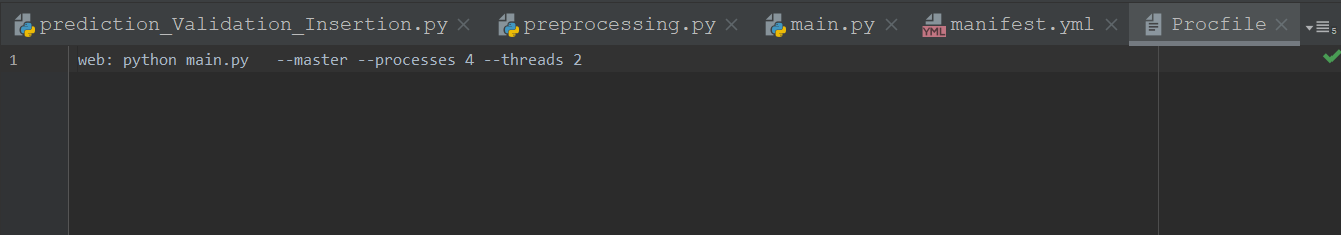 prediction_Validation_Insertion.py preprocessing.py main.py YML manifest.yml Procfile 5
1 web: python main.py   --master --processes 4 --threads 2